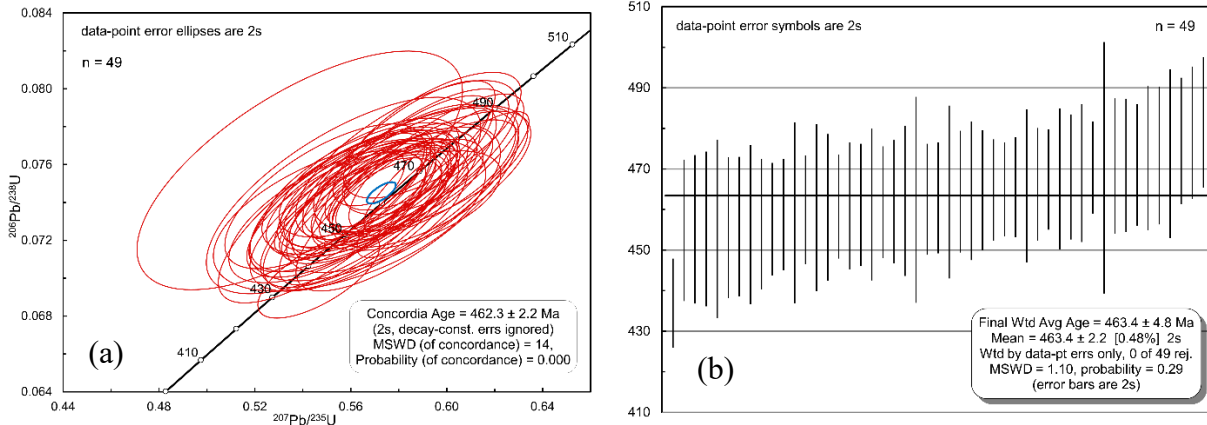 0.084
data-point error ellipses are 2s
n = 49
510
0.080
490
0.076
470
206Pb/238U
0.072
450
430
0.068
Concordia Age = 462.3 ± 2.2 Ma
(2s, decay-const. errs ignored)
MSWD (of concordance) = 14,
Probability (of concordance) = 0.000
(a)
410
0.064
0.44 0.48 0.52 0.56 0.60 0.64
207Pb/235U
510
data-point error symbols are 2s
n = 49
490
470
450
430
Final Wtd Avg Age = 463.4 ± 4.8 Ma
Mean = 463.4 ± 2.2 [0.48%] 2s
Wtd by data-pt errs only, 0 of 49 rej.
MSWD = 1.10, probability = 0.29
(error bars are 2s)
(b)
410